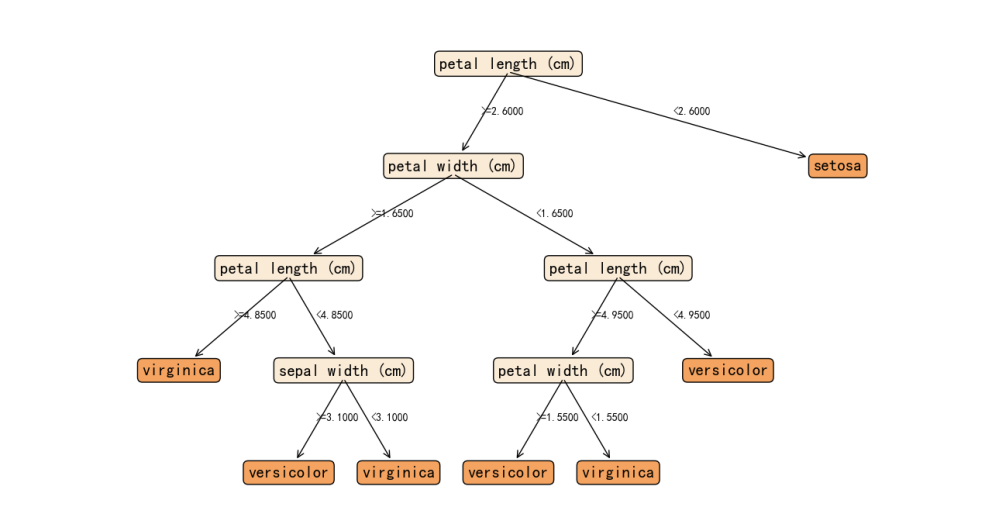 petal length (cm)
>=2.6000
<2.6000
petal width (cm)
setosa
>=1.6500
<1.6500
petal length (cm)
petal length (cm)
>=4.8500
<4.8500
>=4.9500
<4.9500
virginica
sepal width (cm)
petal width (cm)
versicolor
>=3.1000
<3.1000
>=1.5500
<1.5500
versicolor
virginica
versicolor
virginica